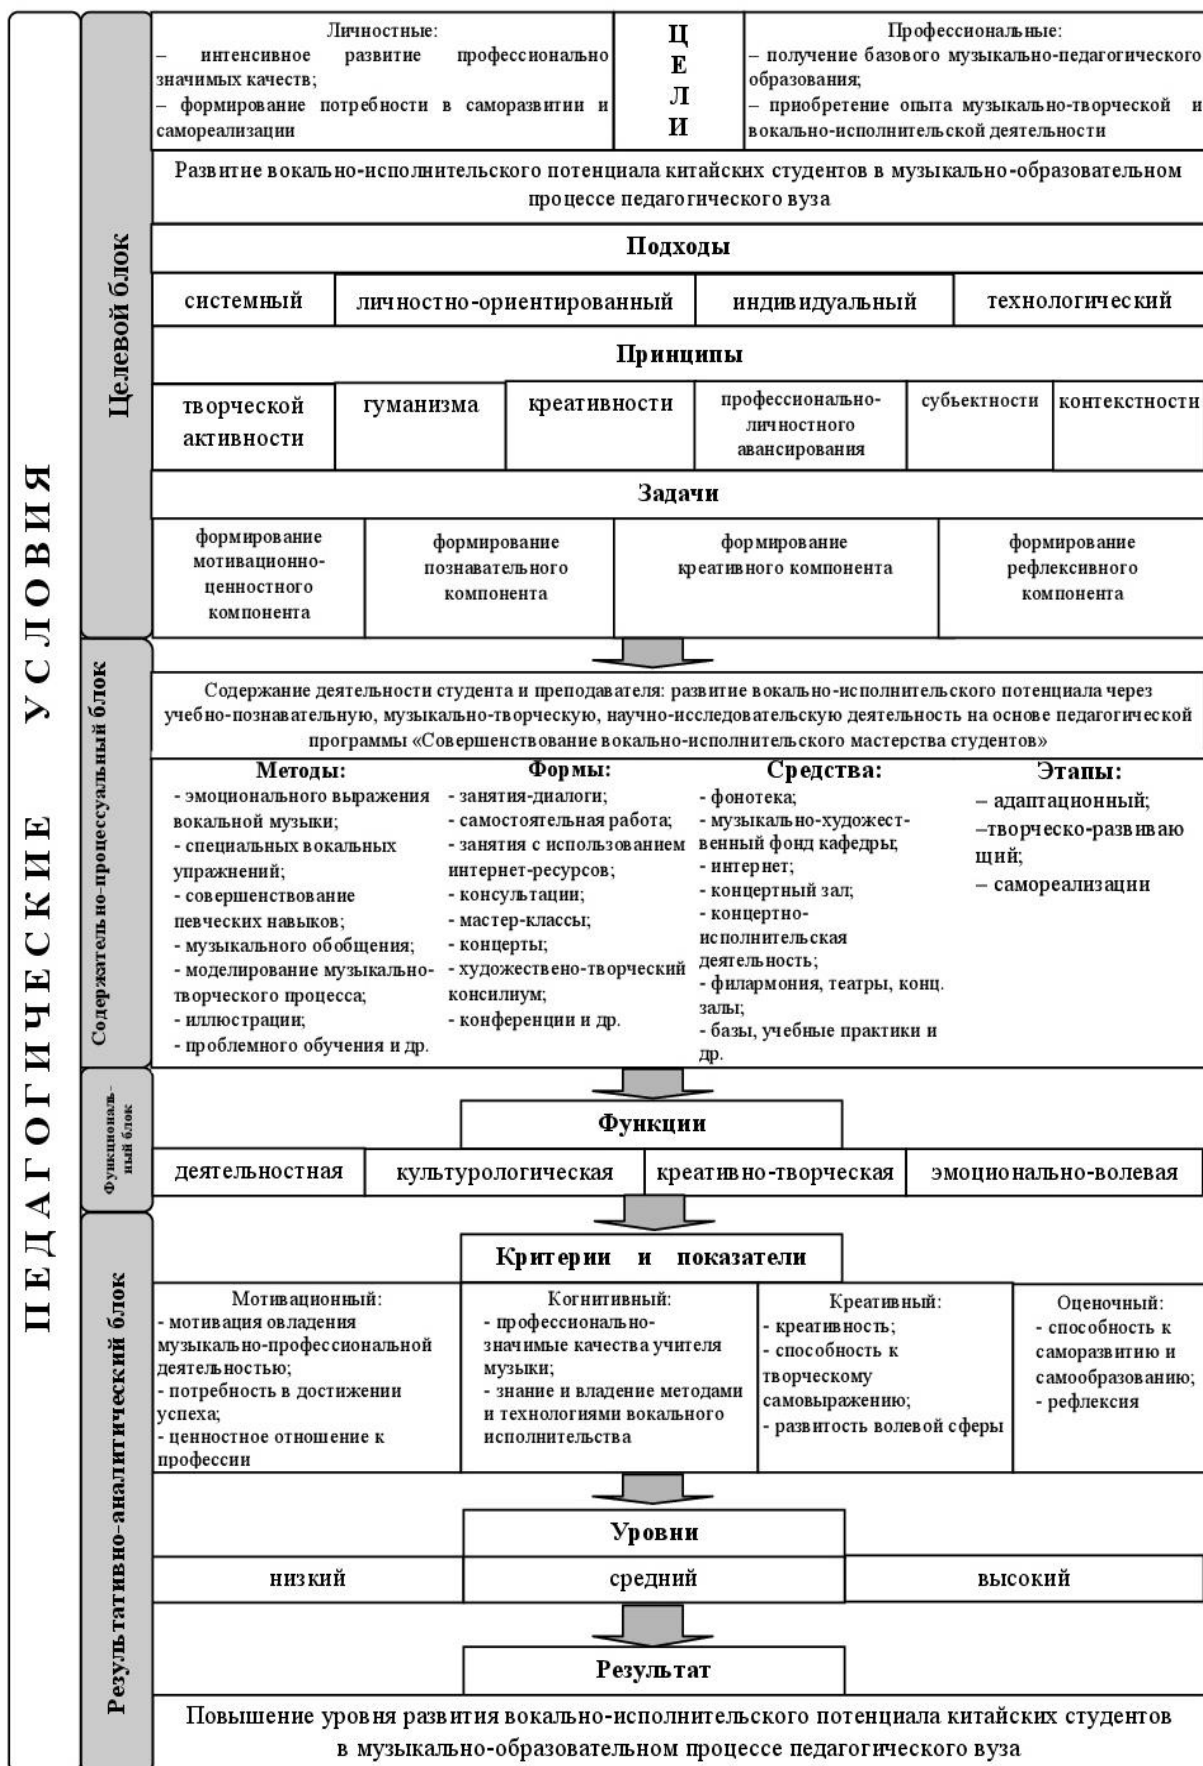 ПЕДАГОГИЧЕСКИЕ УСЛОВИЯ
Целевой блок
Личностные:
– интенсивное развитие профессионально
значимых качеств;
– формирование потребности в саморазвитии и
самореализации
ЦЕЛИ
Профессиональные:
– получение базового музыкально-педагогического
образования;
– приобретение опыта музыкально-творческой и
вокально-исполнительской деятельности
Развитие вокально-исполнительского потенциала китайских студентов в музыкально-образовательном
процессе педагогического вуза
Подходы
системный
личностно-ориентированный
индивидуальный
технологический
Принципы
творческой
активности
гуманизма
креативности
профессионально-
личностного
авансирования
субъектности
контекстности
Задачи
формирование
мотивационно-
ценностного
компонента
формирование
познавательного
компонента
формирование
креативного компонента
формирование
рефлексивного
компонента
Содержательно-процессуальный блок
Содержание деятельности студента и преподавателя: развитие вокально-исполнительского потенциала через
учебно-познавательную, музыкально-творческую, научно-исследовательскую деятельность на основе педагогической
программы «Совершенствование вокально-исполнительского мастерства студентов»
Методы:
- эмоционального выражения
вокальной музыки;
- специальных вокальных
упражнений;
- совершенствование
певческих навыков;
- музыкального обобщения;
- моделирование музыкально-
творческого процесса;
- иллюстрации;
- проблемного обучения и др.
Формы:
- занятия-диалоги;
- самостоятельная работа;
- занятия с использованием
интернет-ресурсов;
- консультации;
- мастер-классы;
- концерты;
- художествено-творческий
консилиум;
- конференции и др.
Средства:
- фонотека;
- музыкально-художест-
венный фонд кафедры;
- интернет;
- концертный зал;
- концертно-
исполнительская
деятельность;
- филармония, театры, конц.
залы;
- базы, учебные практики и
др.
Этапы:
– адаптационный;
–творческо-развиваю
щий;
– самореализации
Функциональ-
ный блок
Функции
деятельностная
культурологическая
креативно-творческая
эмоционально-волевая
Результативно-аналитический блок
Критерии и показатели
Мотивационный:
- мотивация овладения
музыкально-профессиональной
деятельностью;
- потребность в достижении
успеха;
- ценностное отношение к
профессии
Когнитивный:
- профессионально-
значимые качества учителя
музыки;
- знание и владение методами
и технологиями вокального
исполнительства
Креативный:
- креативность;
- способность к
творческому
самовыражению;
- развитость волевой сферы
Оценочный:
- способность к
саморазвитию и
самообразованию;
- рефлексия
Уровни
низкий
средний
высокий
Результат
Повышение уровня развития вокально-исполнительского потенциала китайских студентов
в музыкально-образовательном процессе педагогического вуза